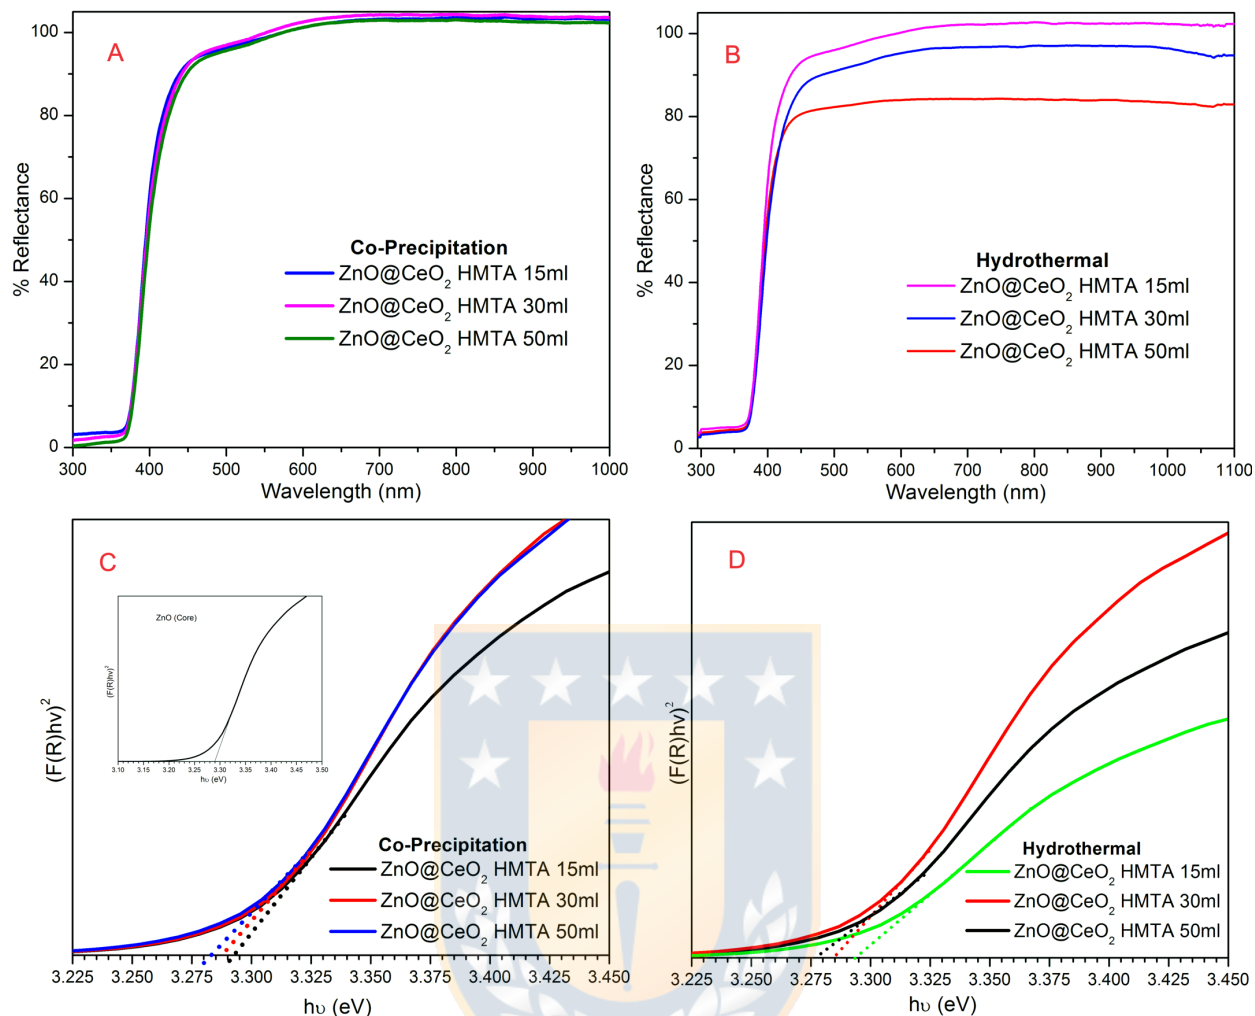 A
% Reflectance
100
80
60
40
20
0
Co-Precipitation
ZnO@CeO₂ HMTA 15ml
ZnO@CeO₂ HMTA 30ml
ZnO@CeO₂ HMTA 50ml
300 400 500 600 700 800 900 1000
Wavelength (nm)
B
% Reflectance
100
80
60
40
20
0
Hydrothermal
ZnO@CeO₂ HMTA 15ml
ZnO@CeO₂ HMTA 30ml
ZnO@CeO₂ HMTA 50ml
300 400 500 600 700 800 900 1000 1100
Wavelength (nm)
C
(F(R)hv)²
ZnO (Core)
(F(R)hv)²
3.10 3.15 3.20 3.25 3.30 3.35 3.40 3.45 3.50
hυ (eV)
Co-Precipitation
ZnO@CeO₂ HMTA 15ml
ZnO@CeO₂ HMTA 30ml
ZnO@CeO₂ HMTA 50ml
3.225 3.250 3.275 3.300 3.325 3.350 3.375 3.400 3.425 3.450
hυ (eV)
D
(F(R)hv)²
Hydrothermal
ZnO@CeO₂ HMTA 15ml
ZnO@CeO₂ HMTA 30ml
ZnO@CeO₂ HMTA 50ml
3.225 3.250 3.275 3.300 3.325 3.350 3.375 3.400 3.425 3.450
hυ (eV)